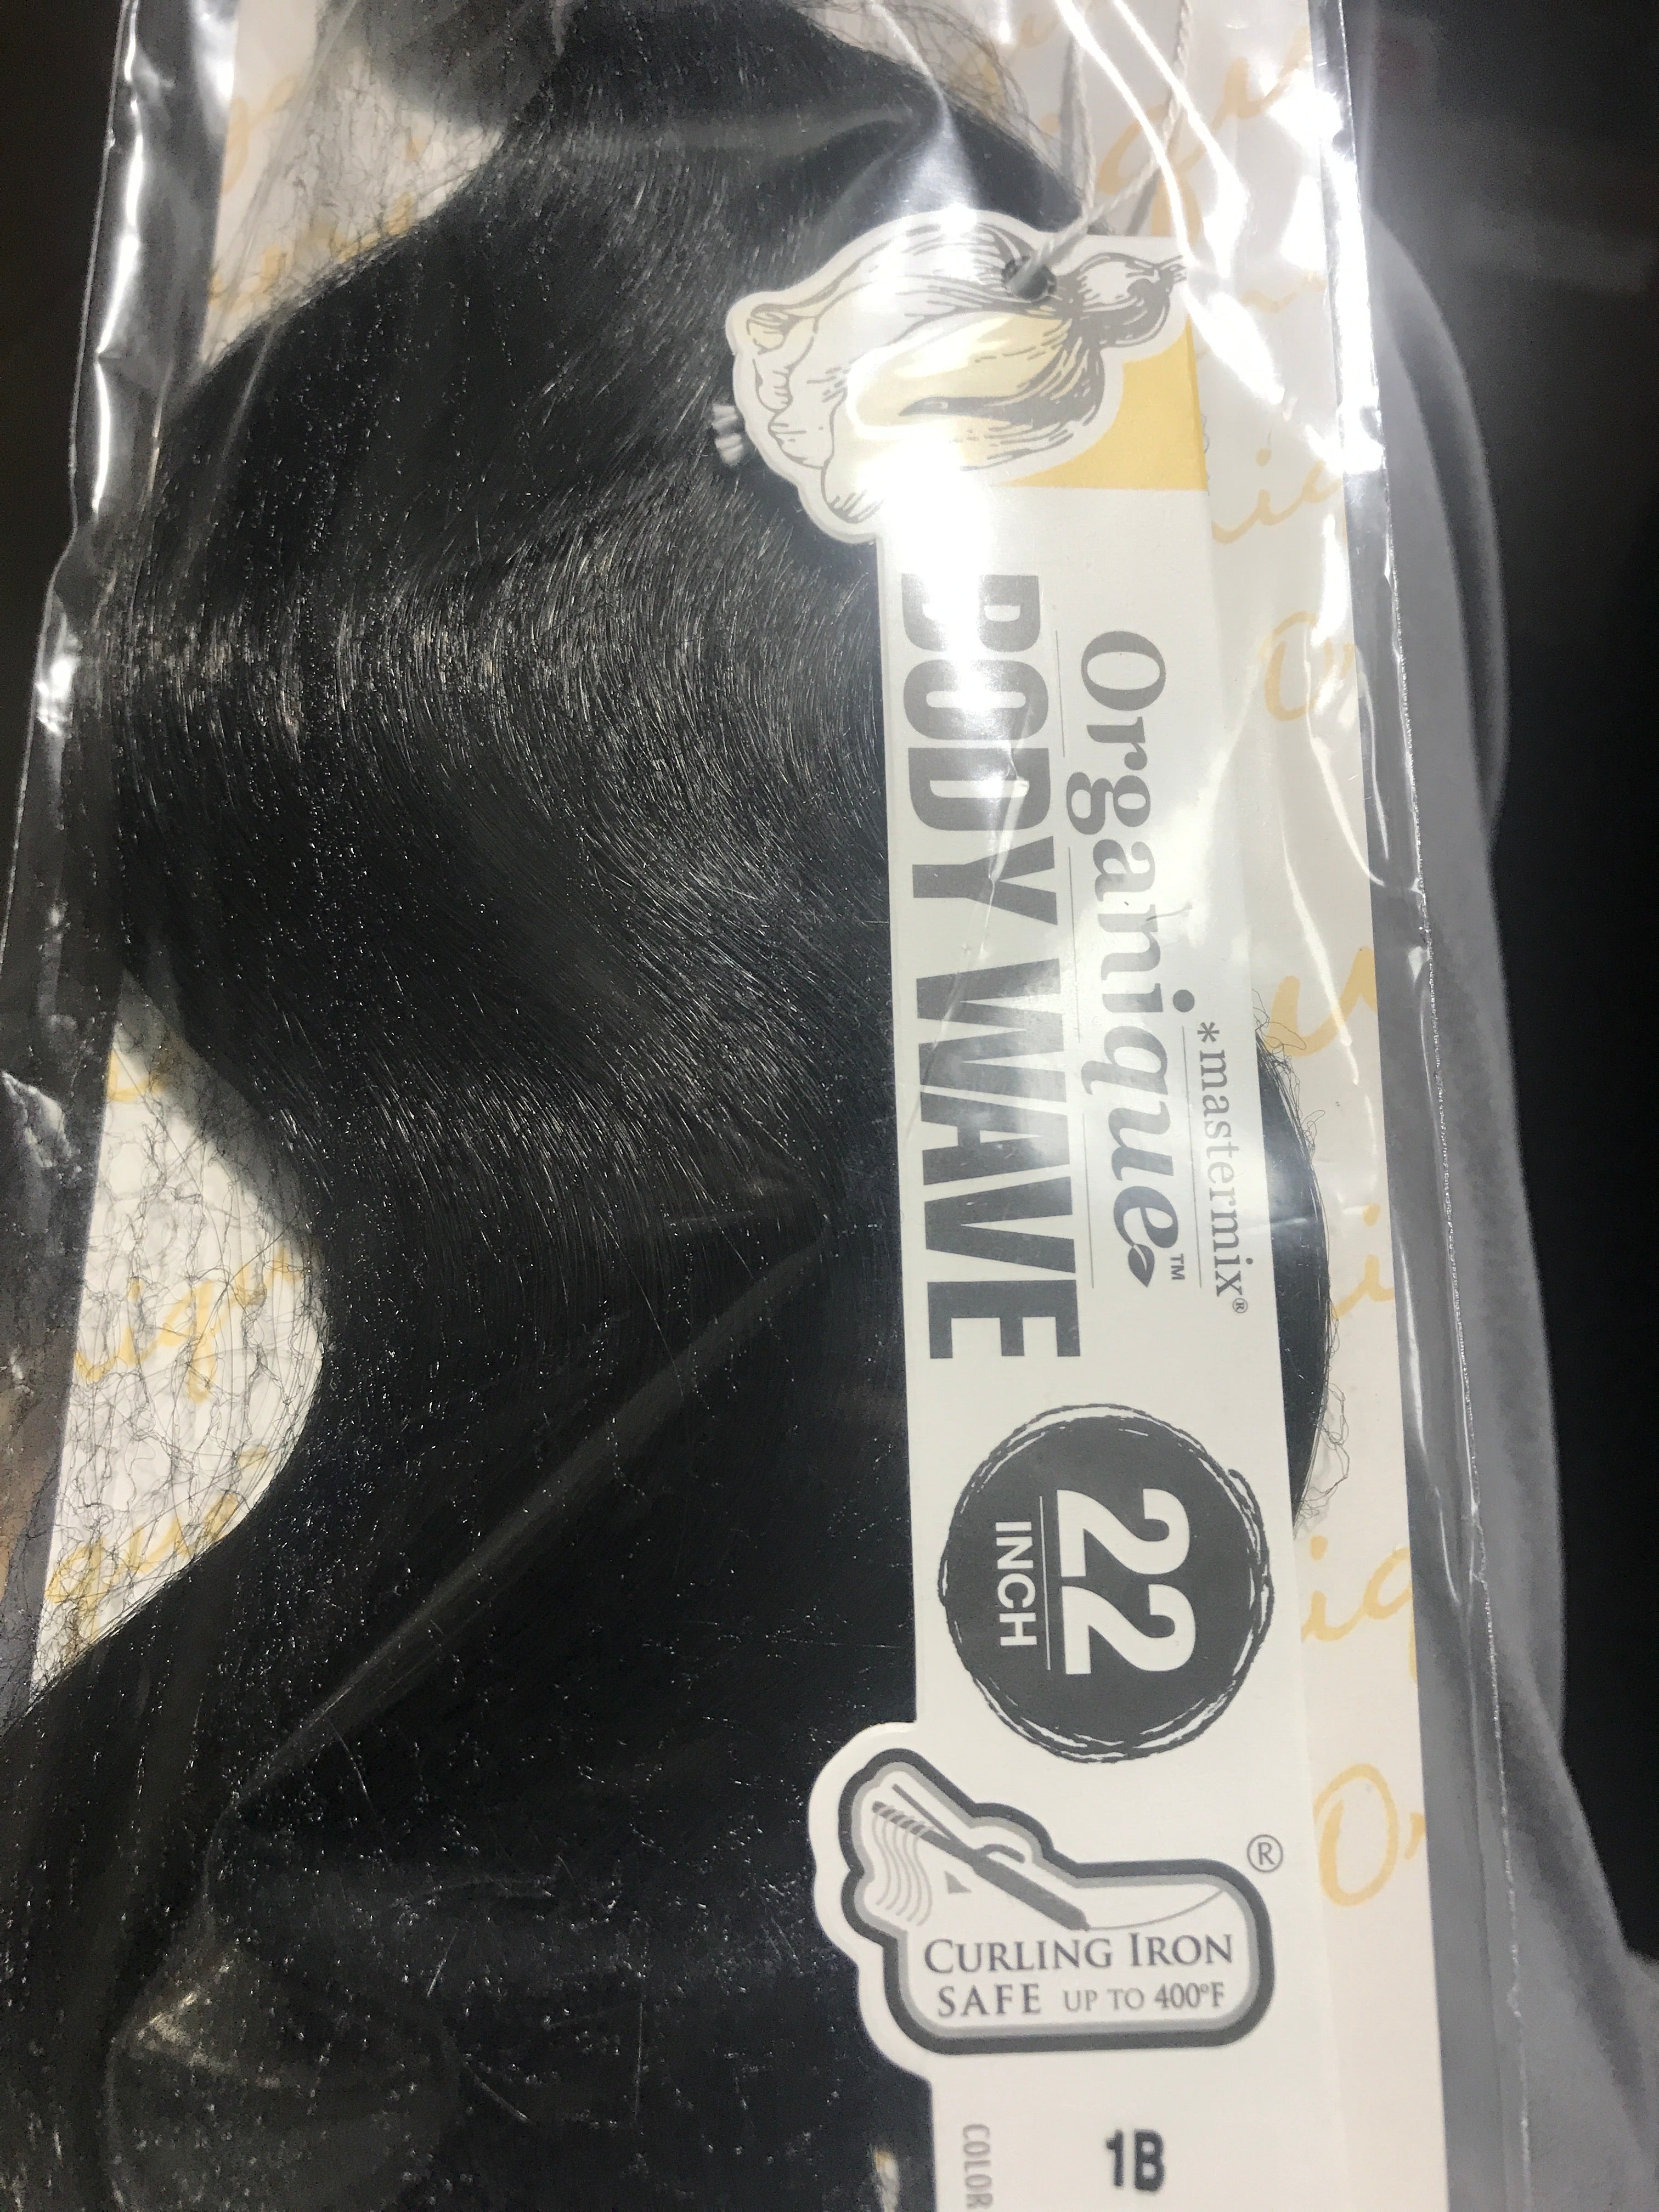 *mastermix®
Organique™
BODY WAVE
22
INCH
®
CURLING IRON
SAFE UP TO 400°F
COLOR
1B